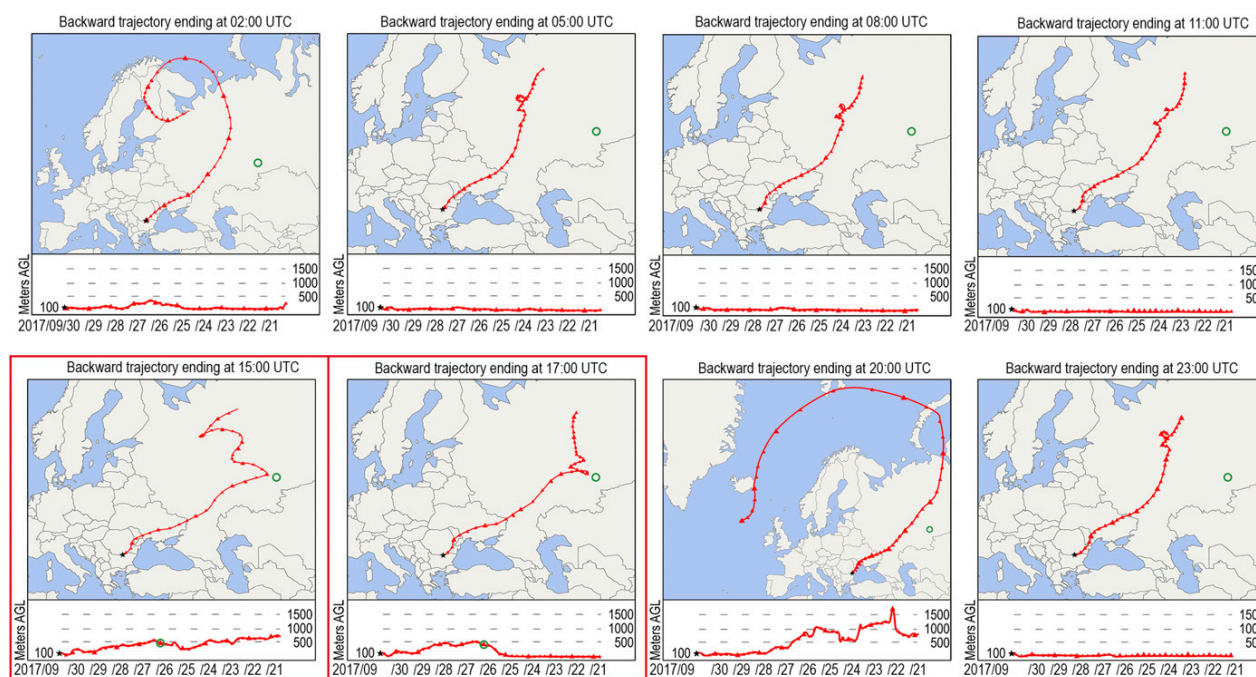 Backward trajectory ending at 02:00 UTC
Meters AGL
1500
1000
500
100
2017/09/30 /29 /28 /27 /26 /25 /24 /23 /22 /21
Backward trajectory ending at 05:00 UTC
Meters AGL
1500
1000
500
100
2017/09 /30 /29 /28 /27 /26 /25 /24 /23 /22 /21
Backward trajectory ending at 08:00 UTC
Meters AGL
1500
1000
500
100
2017/09 /30 /29 /28 /27 /26 /25 /24 /23 /22 /21
Backward trajectory ending at 11:00 UTC
Meters AGL
1500
1000
500
100
2017/09 /30 /29 /28 /27 /26 /25 /24 /23 /22 /21
Backward trajectory ending at 15:00 UTC
Meters AGL
1500
1000
500
100
2017/09 /30 /29 /28 /27 /26 /25 /24 /23 /22 /21
Backward trajectory ending at 17:00 UTC
Meters AGL
1500
1000
500
100
2017/09 /30 /29 /28 /27 /26 /25 /24 /23 /22 /21
Backward trajectory ending at 20:00 UTC
Meters AGL
1500
1000
500
100
2017/09 /30 /29 /28 /27 /26 /25 /24 /23 /22 /21
Backward trajectory ending at 23:00 UTC
Meters AGL
1500
1000
500
100
2017/09 /30 /29 /28 /27 /26 /25 /24 /23 /22 /21